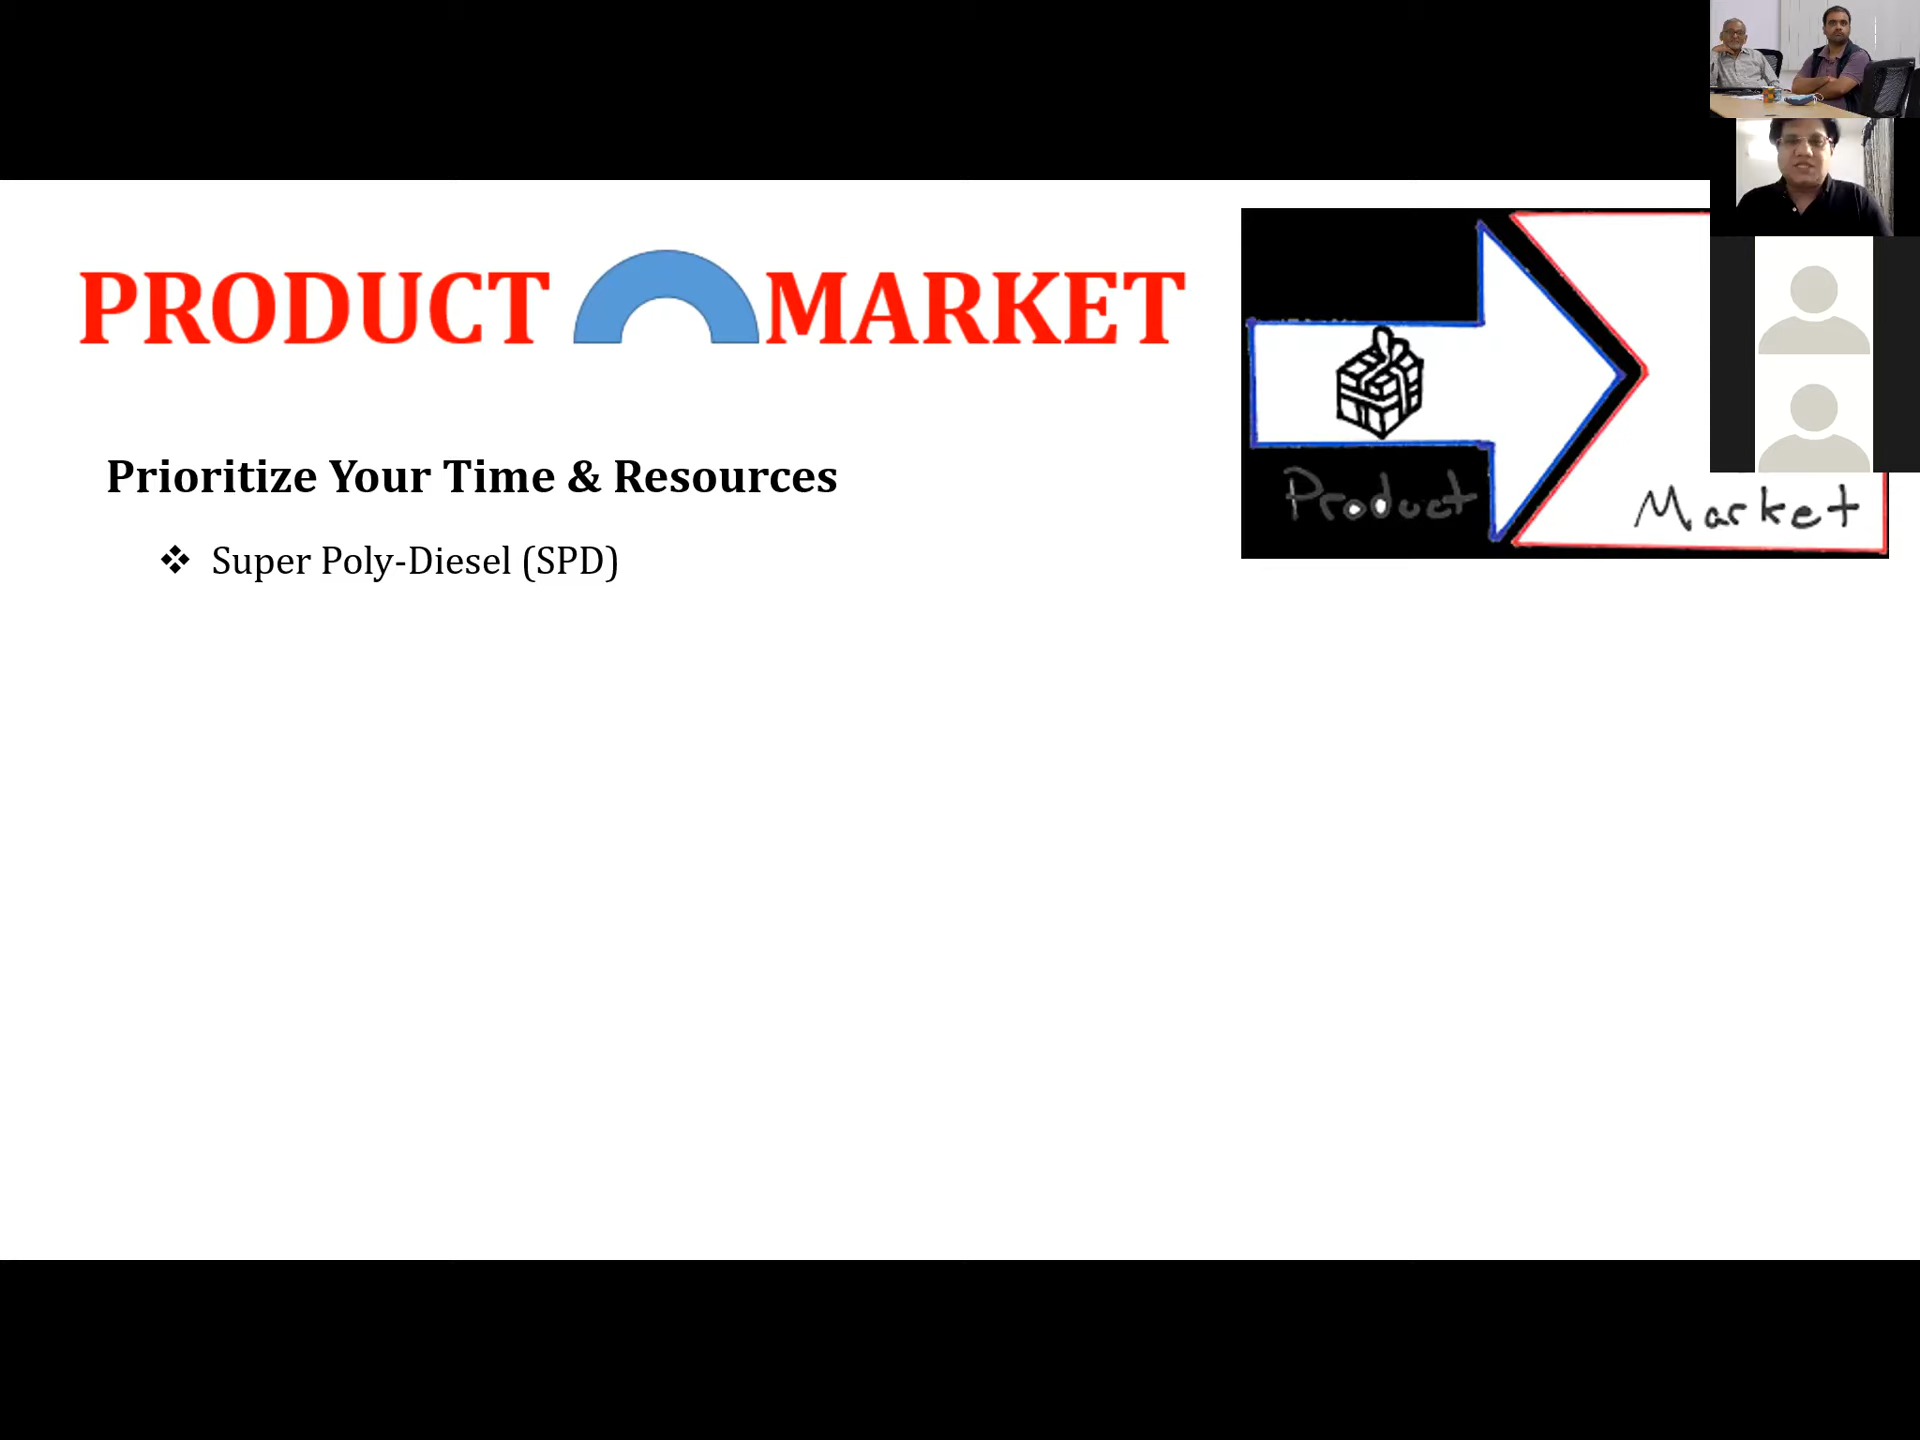 PRODUCT MARKET
Product
Market
Prioritize Your Time & Resources
Super Poly-Diesel (SPD)